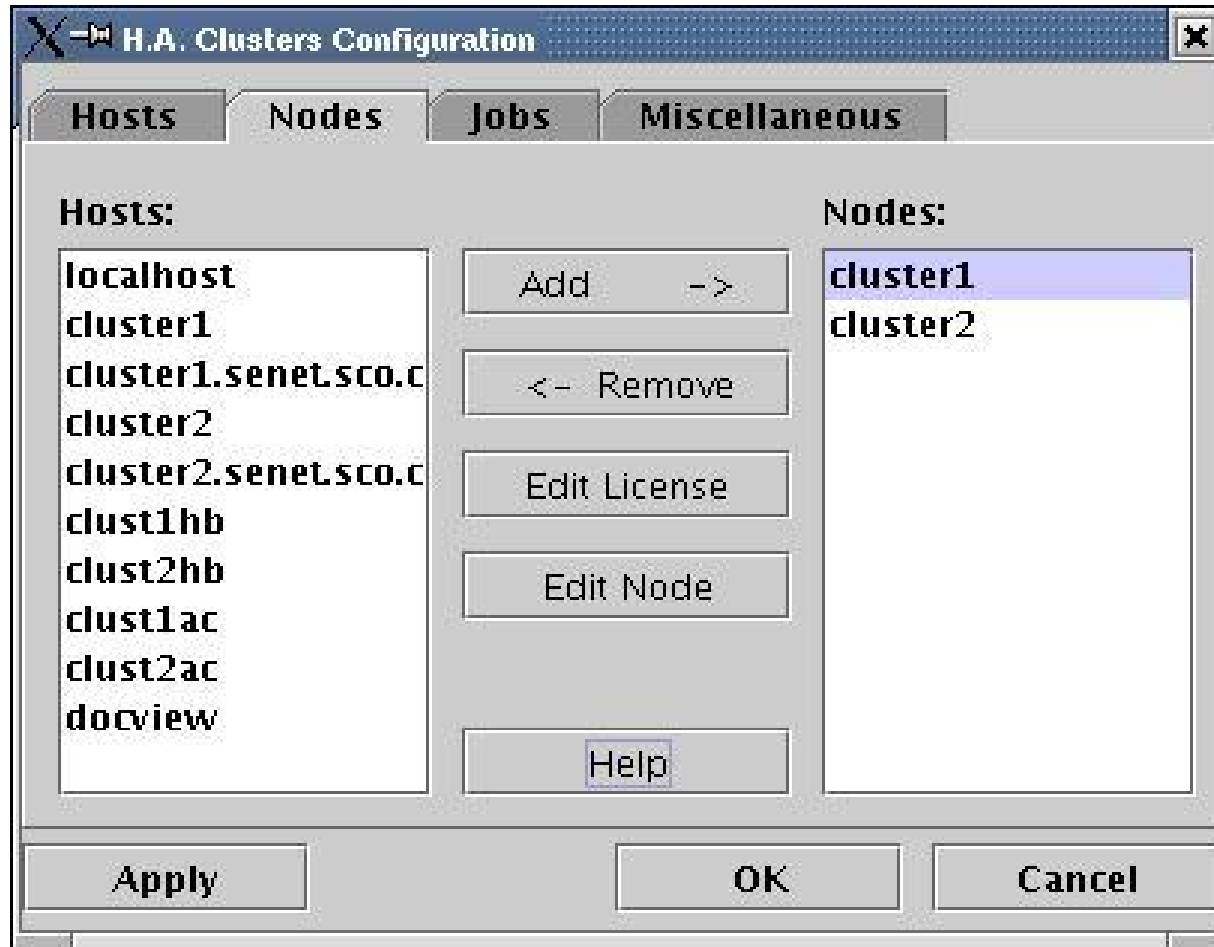 H.A. Clusters Configuration
Hosts Nodes Jobs Miscellaneous
Hosts:
localhost
cluster1
cluster1.senet.sco.c
cluster2
cluster2.senet.sco.c
clust1hb
clust2hb
clust1ac
clust2ac
docview
Add ->
<- Remove
Edit License
Edit Node
Help
Nodes:
cluster1
cluster2
Apply OK Cancel